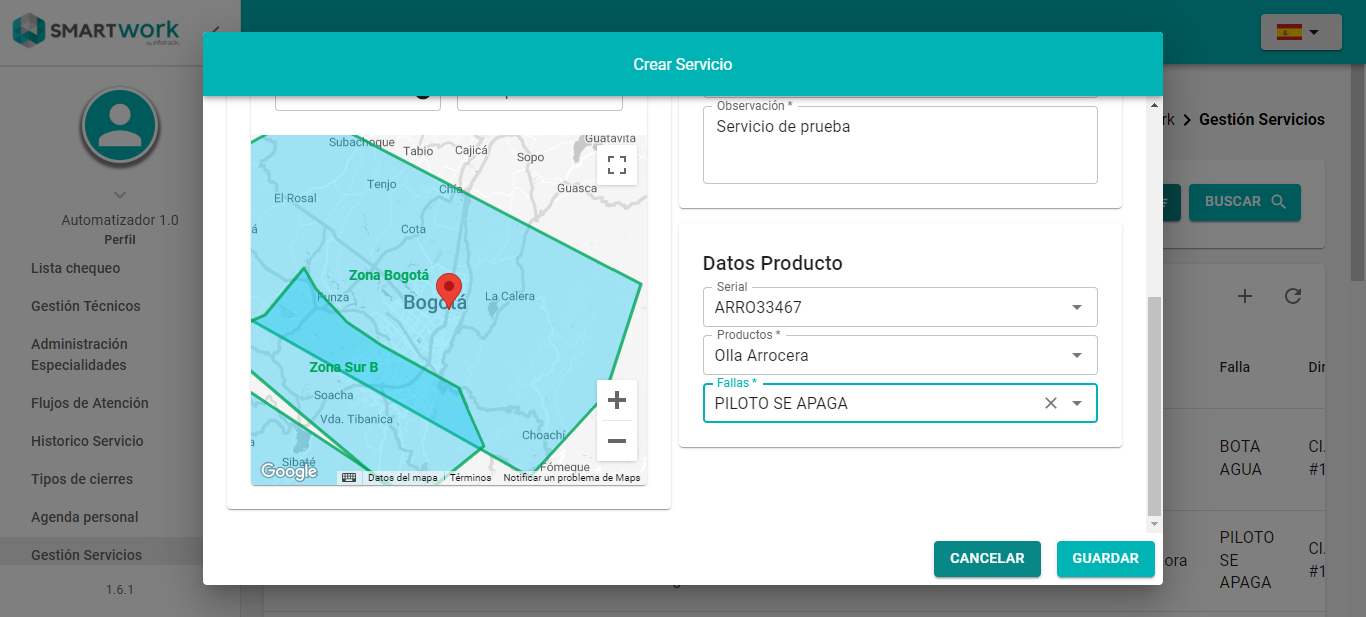 SMARTWORK
by infotrack
Crear Servicio
rk > Gestión Servicios
Automatizador 1.0
Perfil
Lista chequeo
Gestión Técnicos
Administración
Especialidades
Flujos de Atención
Historico Servicio
Tipos de cierres
Agenda personal
Gestión Servicios
1.6.1
Subachoque
Guatavita
Tabio
Cajicá
Sopo
Tenjo
Chía
Guasca
El Rosal
Cota
Zona Bogotá
Funza
Bogotá
La Calera
Zona Sur B
Soacha
Vda. Tibanica
Choachí
Sibaté
Fómeque
Google
Datos del mapa
Términos
Notificar un problema de Maps
Observación *
Servicio de prueba
Datos Producto
Serial
ARRO33467
Productos *
Olla Arrocera
Fallas *
PILOTO SE APAGA
CANCELAR
GUARDAR
BUSCAR
Falla
Dir
BOTA
AGUA
Cl.
#1
ora
PILOTO
SE
APAGA
Cl.
#1